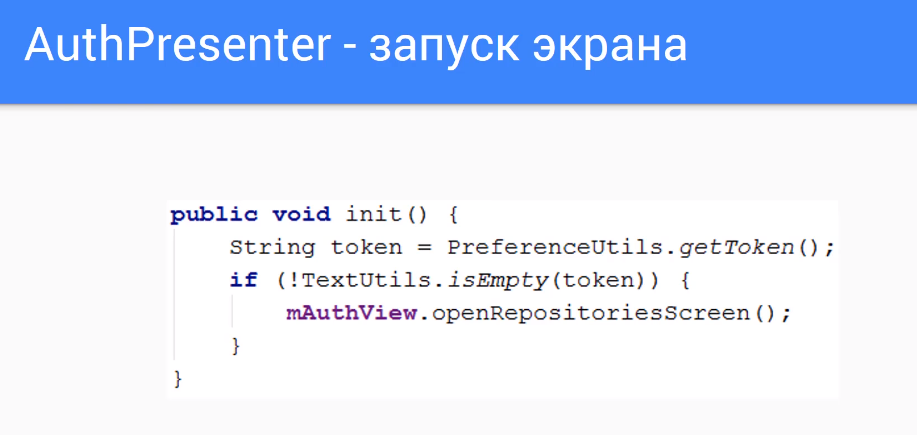 AuthPresenter - запуск экрана
public void init() {
String token = PreferenceUtils.getToken();
if (!TextUtils.isEmpty(token)) {
mAuthView.openRepositoriesScreen();
}
}